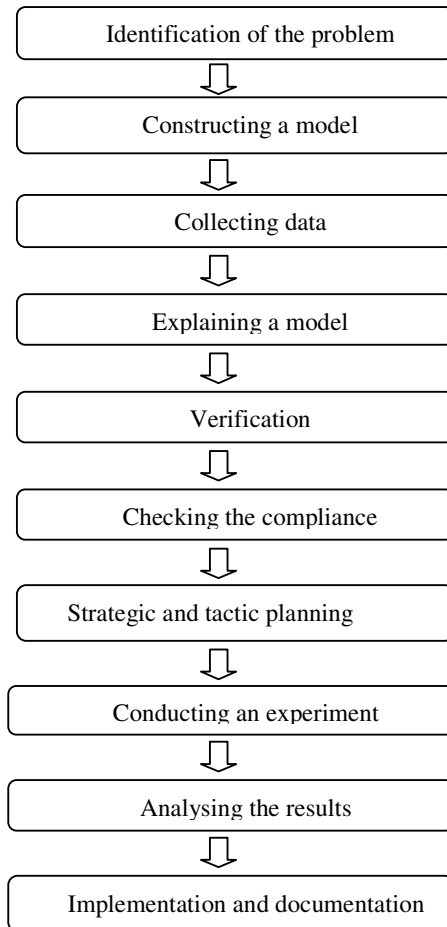 Identification of the problem
Constructing a model
Collecting data
Explaining a model
Verification
Checking the compliance
Strategic and tactic planning
Conducting an experiment
Analysing the results
Implementation and documentation